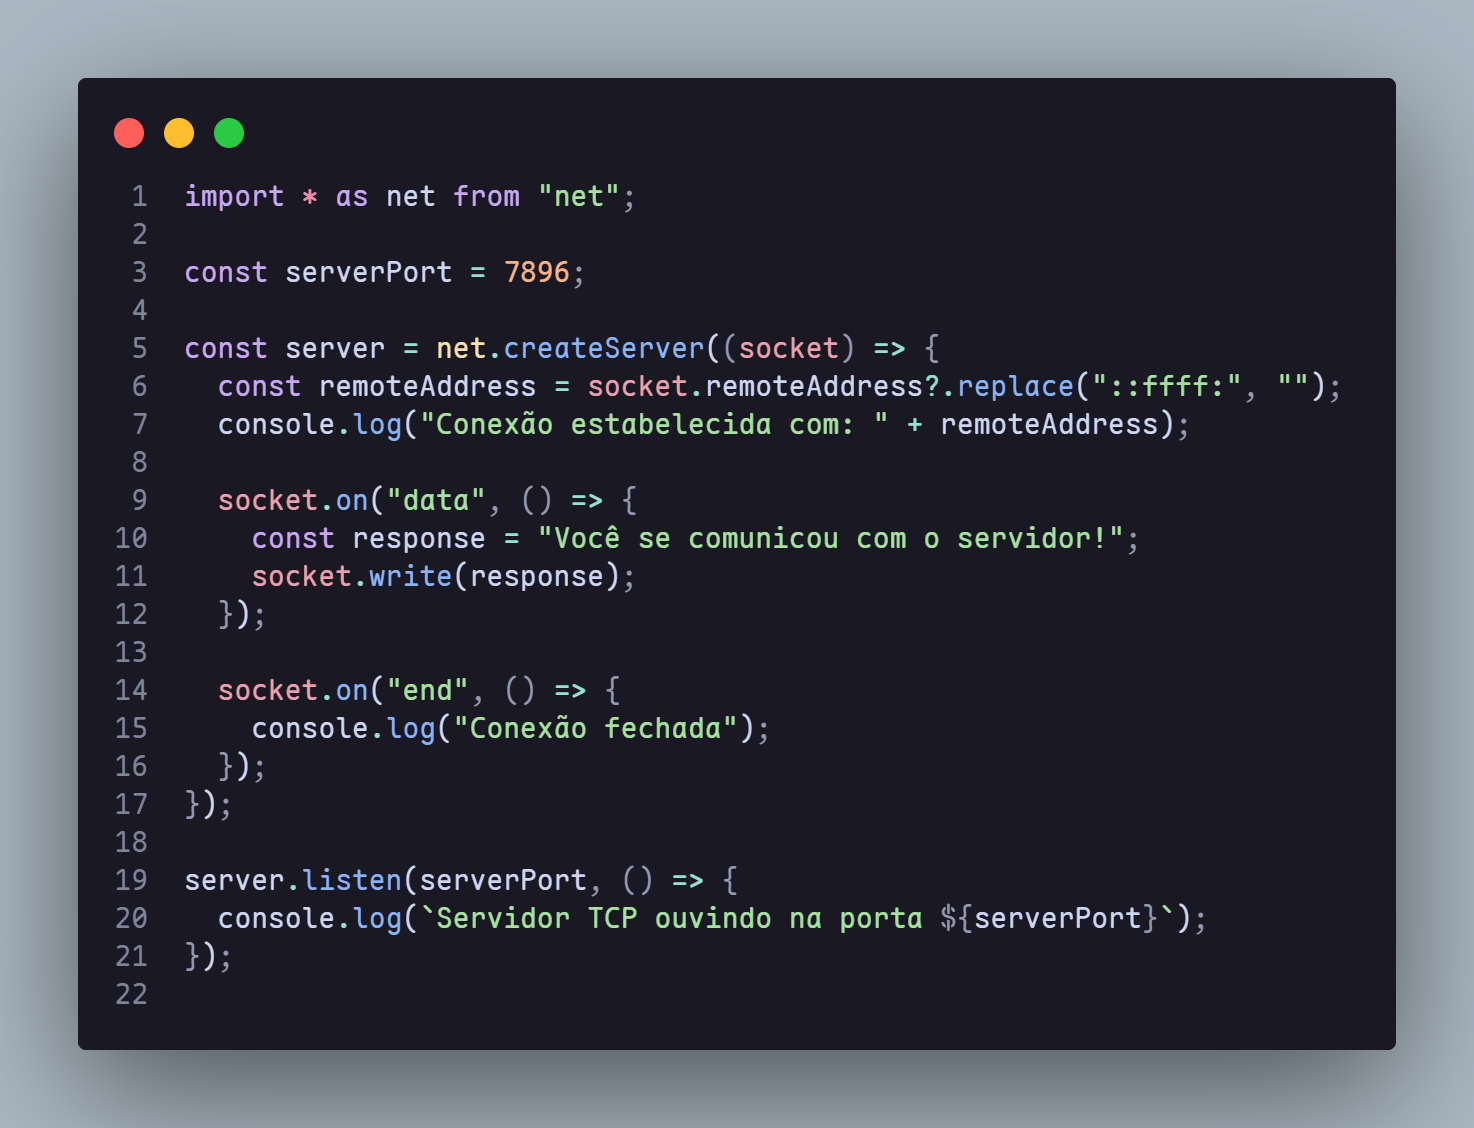 1 import * as net from "net";
2
3 const serverPort = 7896;
4
5 const server = net.createServer((socket) => {
6   const remoteAddress = socket.remoteAddress?.replace("::ffff:", "");
7   console.log("Conexão estabelecida com: " + remoteAddress);
8
9   socket.on("data", () => {
10     const response = "Você se comunicou com o servidor!";
11     socket.write(response);
12   });
13
14   socket.on("end", () => {
15     console.log("Conexão fechada");
16   });
17 });
18
19 server.listen(serverPort, () => {
20   console.log(`Servidor TCP ouvindo na porta ${serverPort}`);
21 });
22